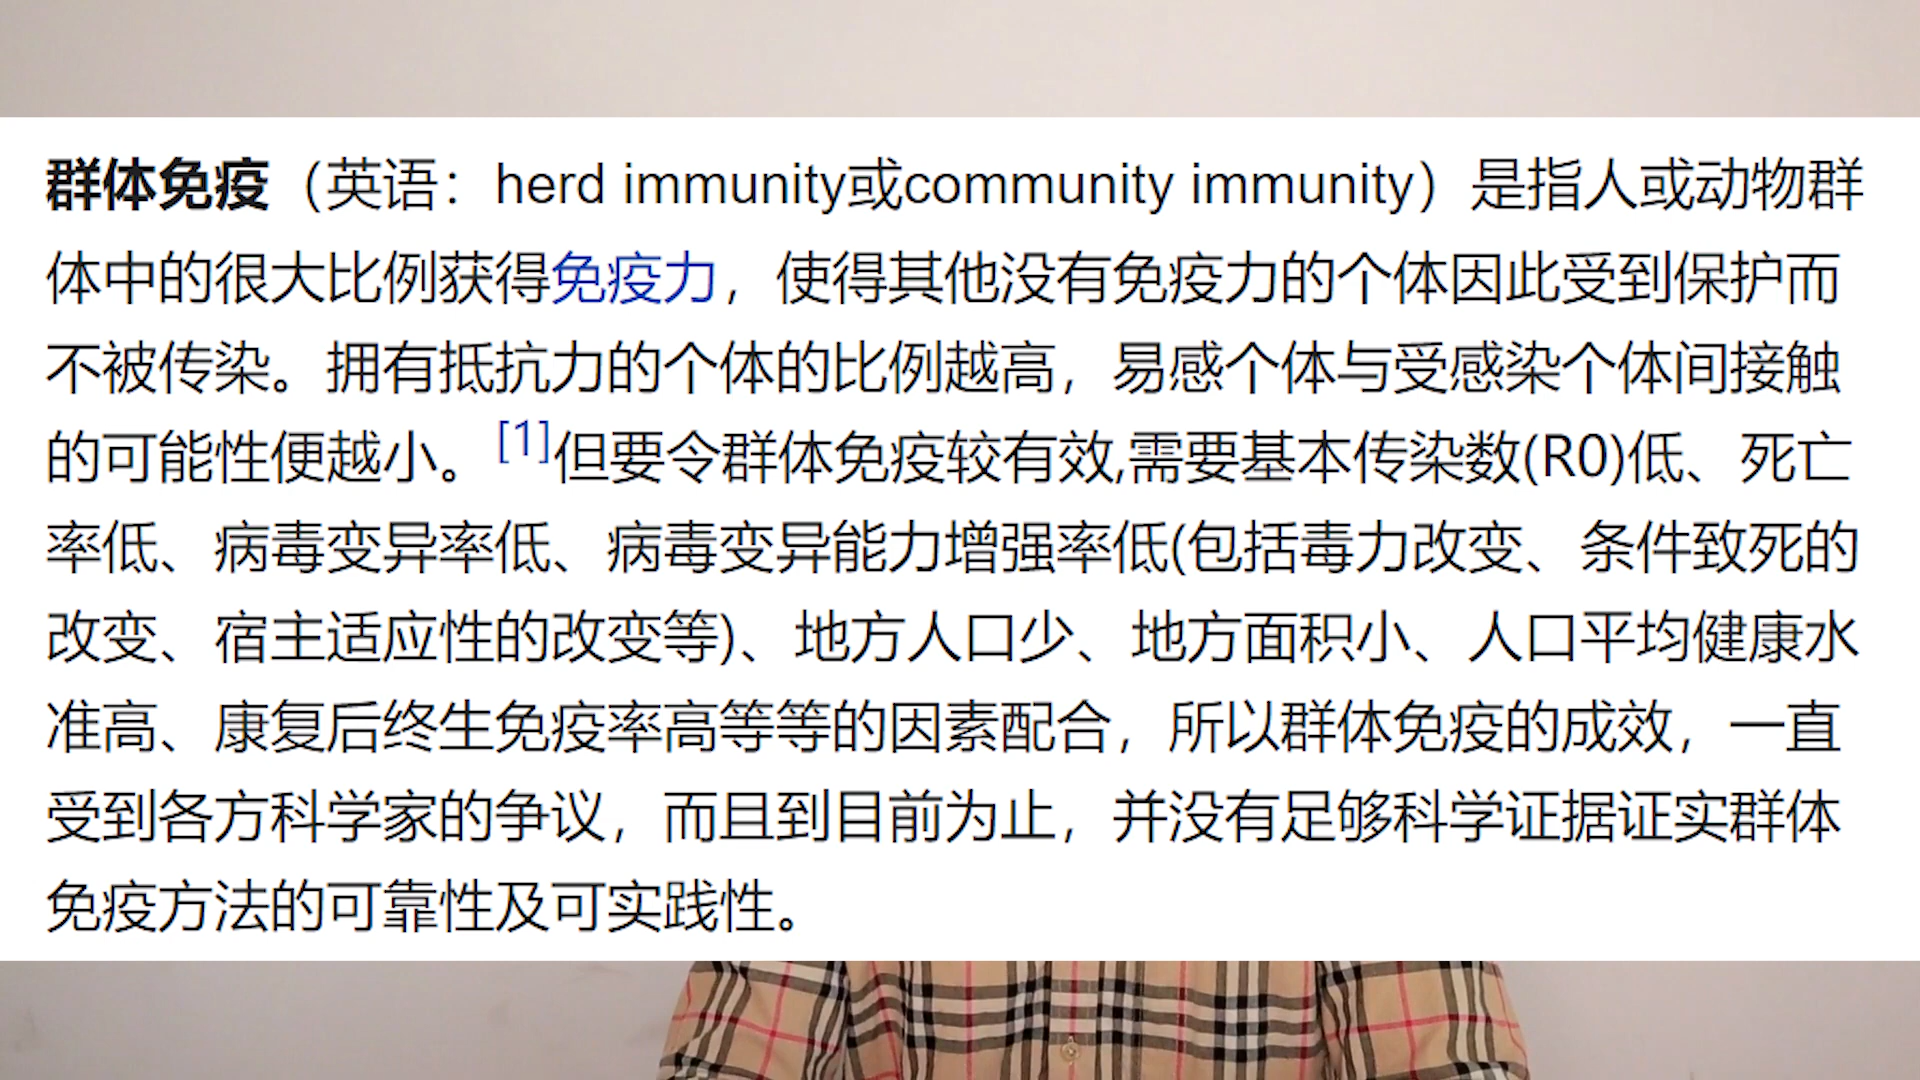 群体免疫（英语：herd immunity或community immunity）是指人或动物群
体中的很大比例获得免疫力，使得其他没有免疫力的个体因此受到保护而
不被传染。拥有抵抗力的个体的比例越高，易感个体与受感染个体间接触
的可能性便越小。[1]但要令群体免疫较有效,需要基本传染数(R0)低、死亡
率低、病毒变异率低、病毒变异能力增强率低(包括毒力改变、条件致死的
改变、宿主适应性的改变等)、地方人口少、地方面积小、人口平均健康水
准高、康复后终生免疫率高等等的因素配合，所以群体免疫的成效，一直
受到各方科学家的争议，而且到目前为止，并没有足够科学证据证实群体
免疫方法的可靠性及可实践性。